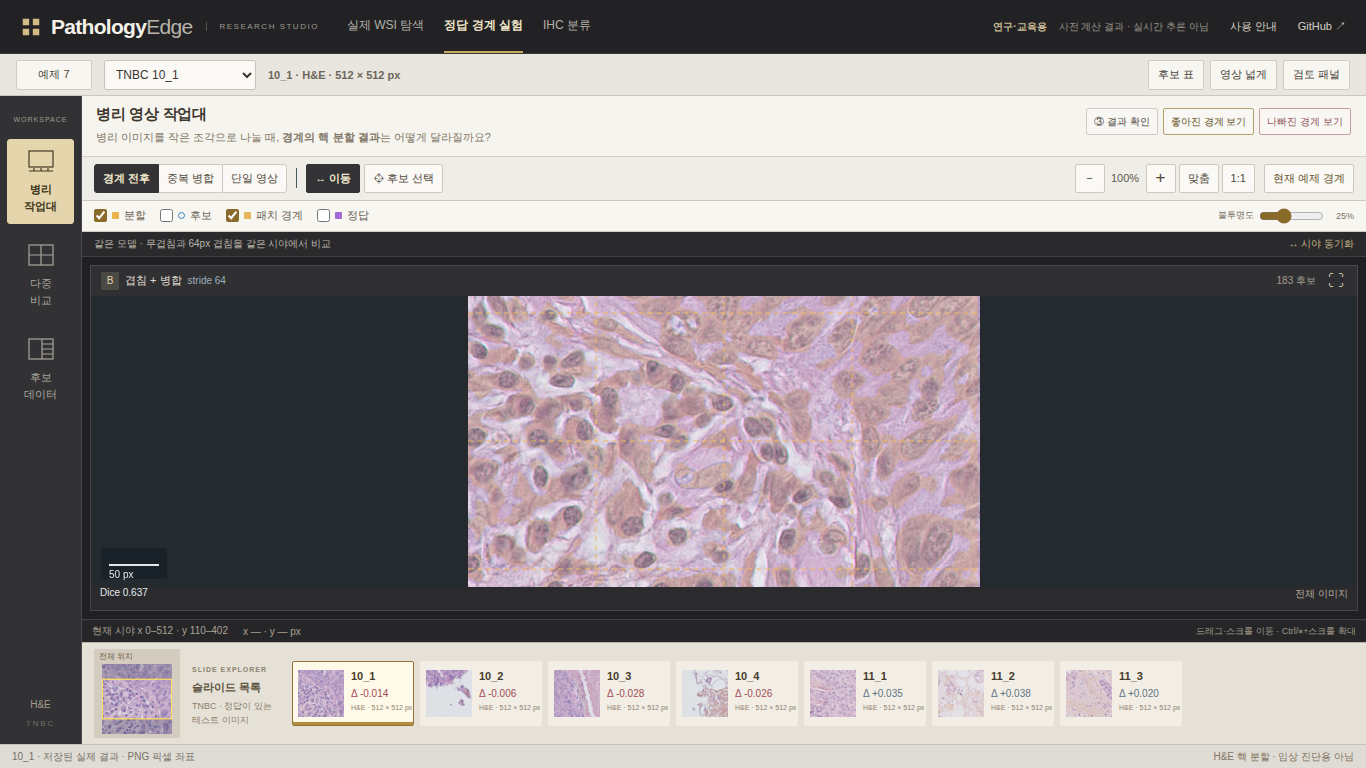 PathologyEdge RESEARCH STUDIO 실제 WSI 탐색 정답 경계 실험 IHC 분류 연구·교육용 사전 계산 결과 · 실시간 추론 아님 사용 안내 GitHub ↗
예제 7 TNBC 10_1 10_1 · H&E · 512 × 512 px 후보 표 영상 넓게 검토 패널
WORKSPACE
병리
작업대
다중
비교
후보
데이터
H&E
TNBC
병리 영상 작업대
병리 이미지를 작은 조각으로 나눌 때, 경계의 핵 분할 결과는 어떻게 달라질까요?
③ 결과 확인 좋아진 경계 보기 나빠진 경계 보기
경계 전후 중복 병합 단일 영상 ↔ 이동 후보 선택 − 100% + 맞춤 1:1 현재 예제 경계
분할 후보 패치 경계 정답 불투명도 25%
같은 모델 · 무겹침과 64px 겹침을 같은 시야에서 비교 ↔ 시야 동기화
B 겹침 + 병합 stride 64 183 후보
50 px
Dice 0.637 전체 이미지
현재 시야 x 0–512 · y 110–402 x — · y — px 드래그·스크롤 이동 · Ctrl/⌘+스크롤 확대
전체 위치
SLIDE EXPLORER
슬라이드 목록
TNBC · 정답이 있는
테스트 이미지
10_1
Δ -0.014
H&E · 512 × 512 px
10_2
Δ -0.006
H&E · 512 × 512 px
10_3
Δ -0.028
H&E · 512 × 512 px
10_4
Δ -0.026
H&E · 512 × 512 px
11_1
Δ +0.035
H&E · 512 × 512 px
11_2
Δ +0.038
H&E · 512 × 512 px
11_3
Δ +0.020
H&E · 512 × 512 px
10_1 · 저장된 실제 결과 · PNG 픽셀 좌표 H&E 핵 분할 · 임상 진단용 아님